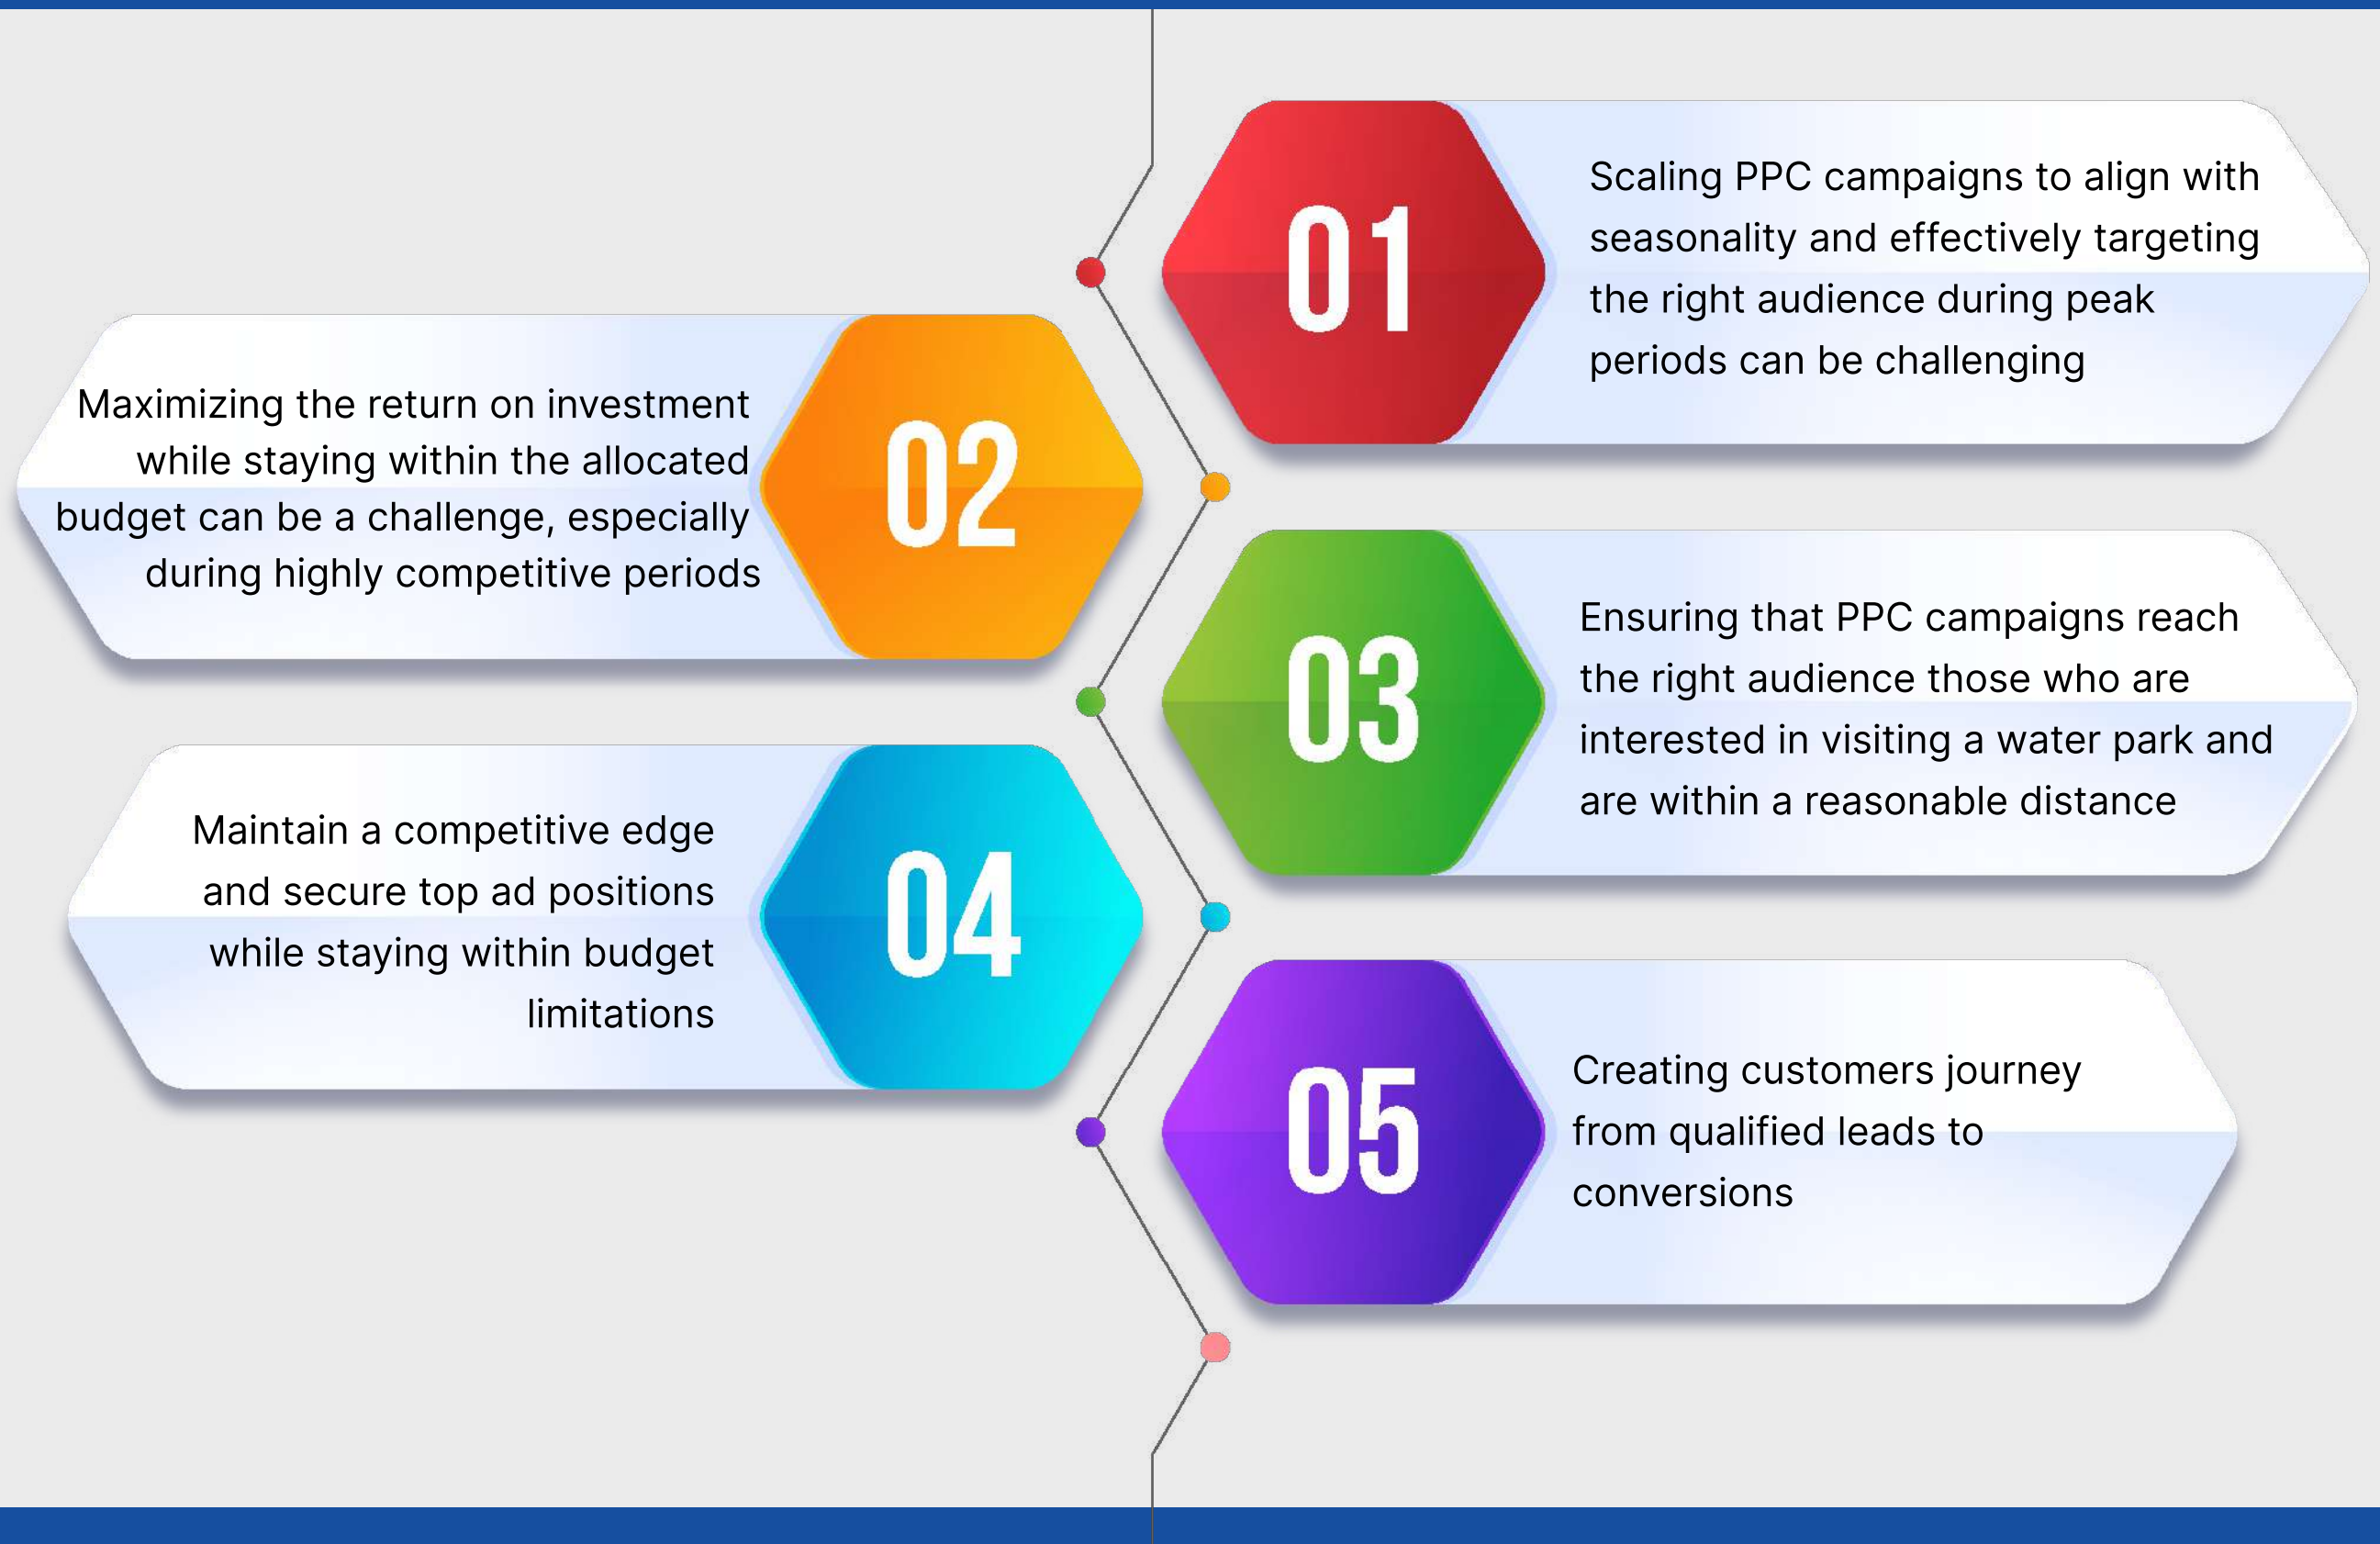 01
Scaling PPC campaigns to align with
seasonality and effectively targeting
the right audience during peak
periods can be challenging
02
Maximizing the return on investment
while staying within the allocated
budget can be a challenge, especially
during highly competitive periods
03
Ensuring that PPC campaigns reach
the right audience those who are
interested in visiting a water park and
are within a reasonable distance
04
Maintain a competitive edge
and secure top ad positions
while staying within budget
limitations
05
Creating customers journey
from qualified leads to
conversions